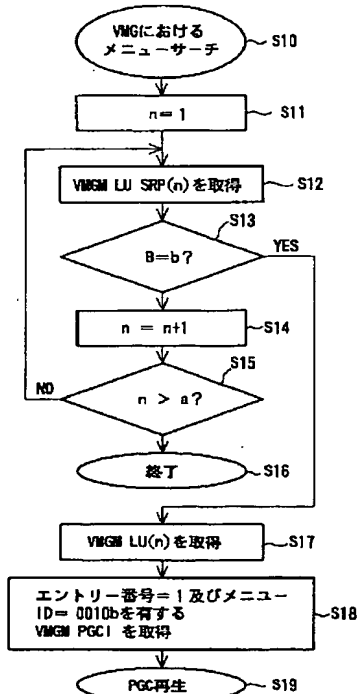 VMGにおける
メニューサーチ
S10
n= 1
S11
VMGM LU SRP(n)を取得
S12
S13
B=b?
YES
n = n+1
S14
S15
NO
n > a?
終了
S16
VMGM LU(n)を取得
S17
エントリー番号=1及びメニュー
ID= 0010bを有する
VMGM PGCI を取得
S18
PGC再生
S19